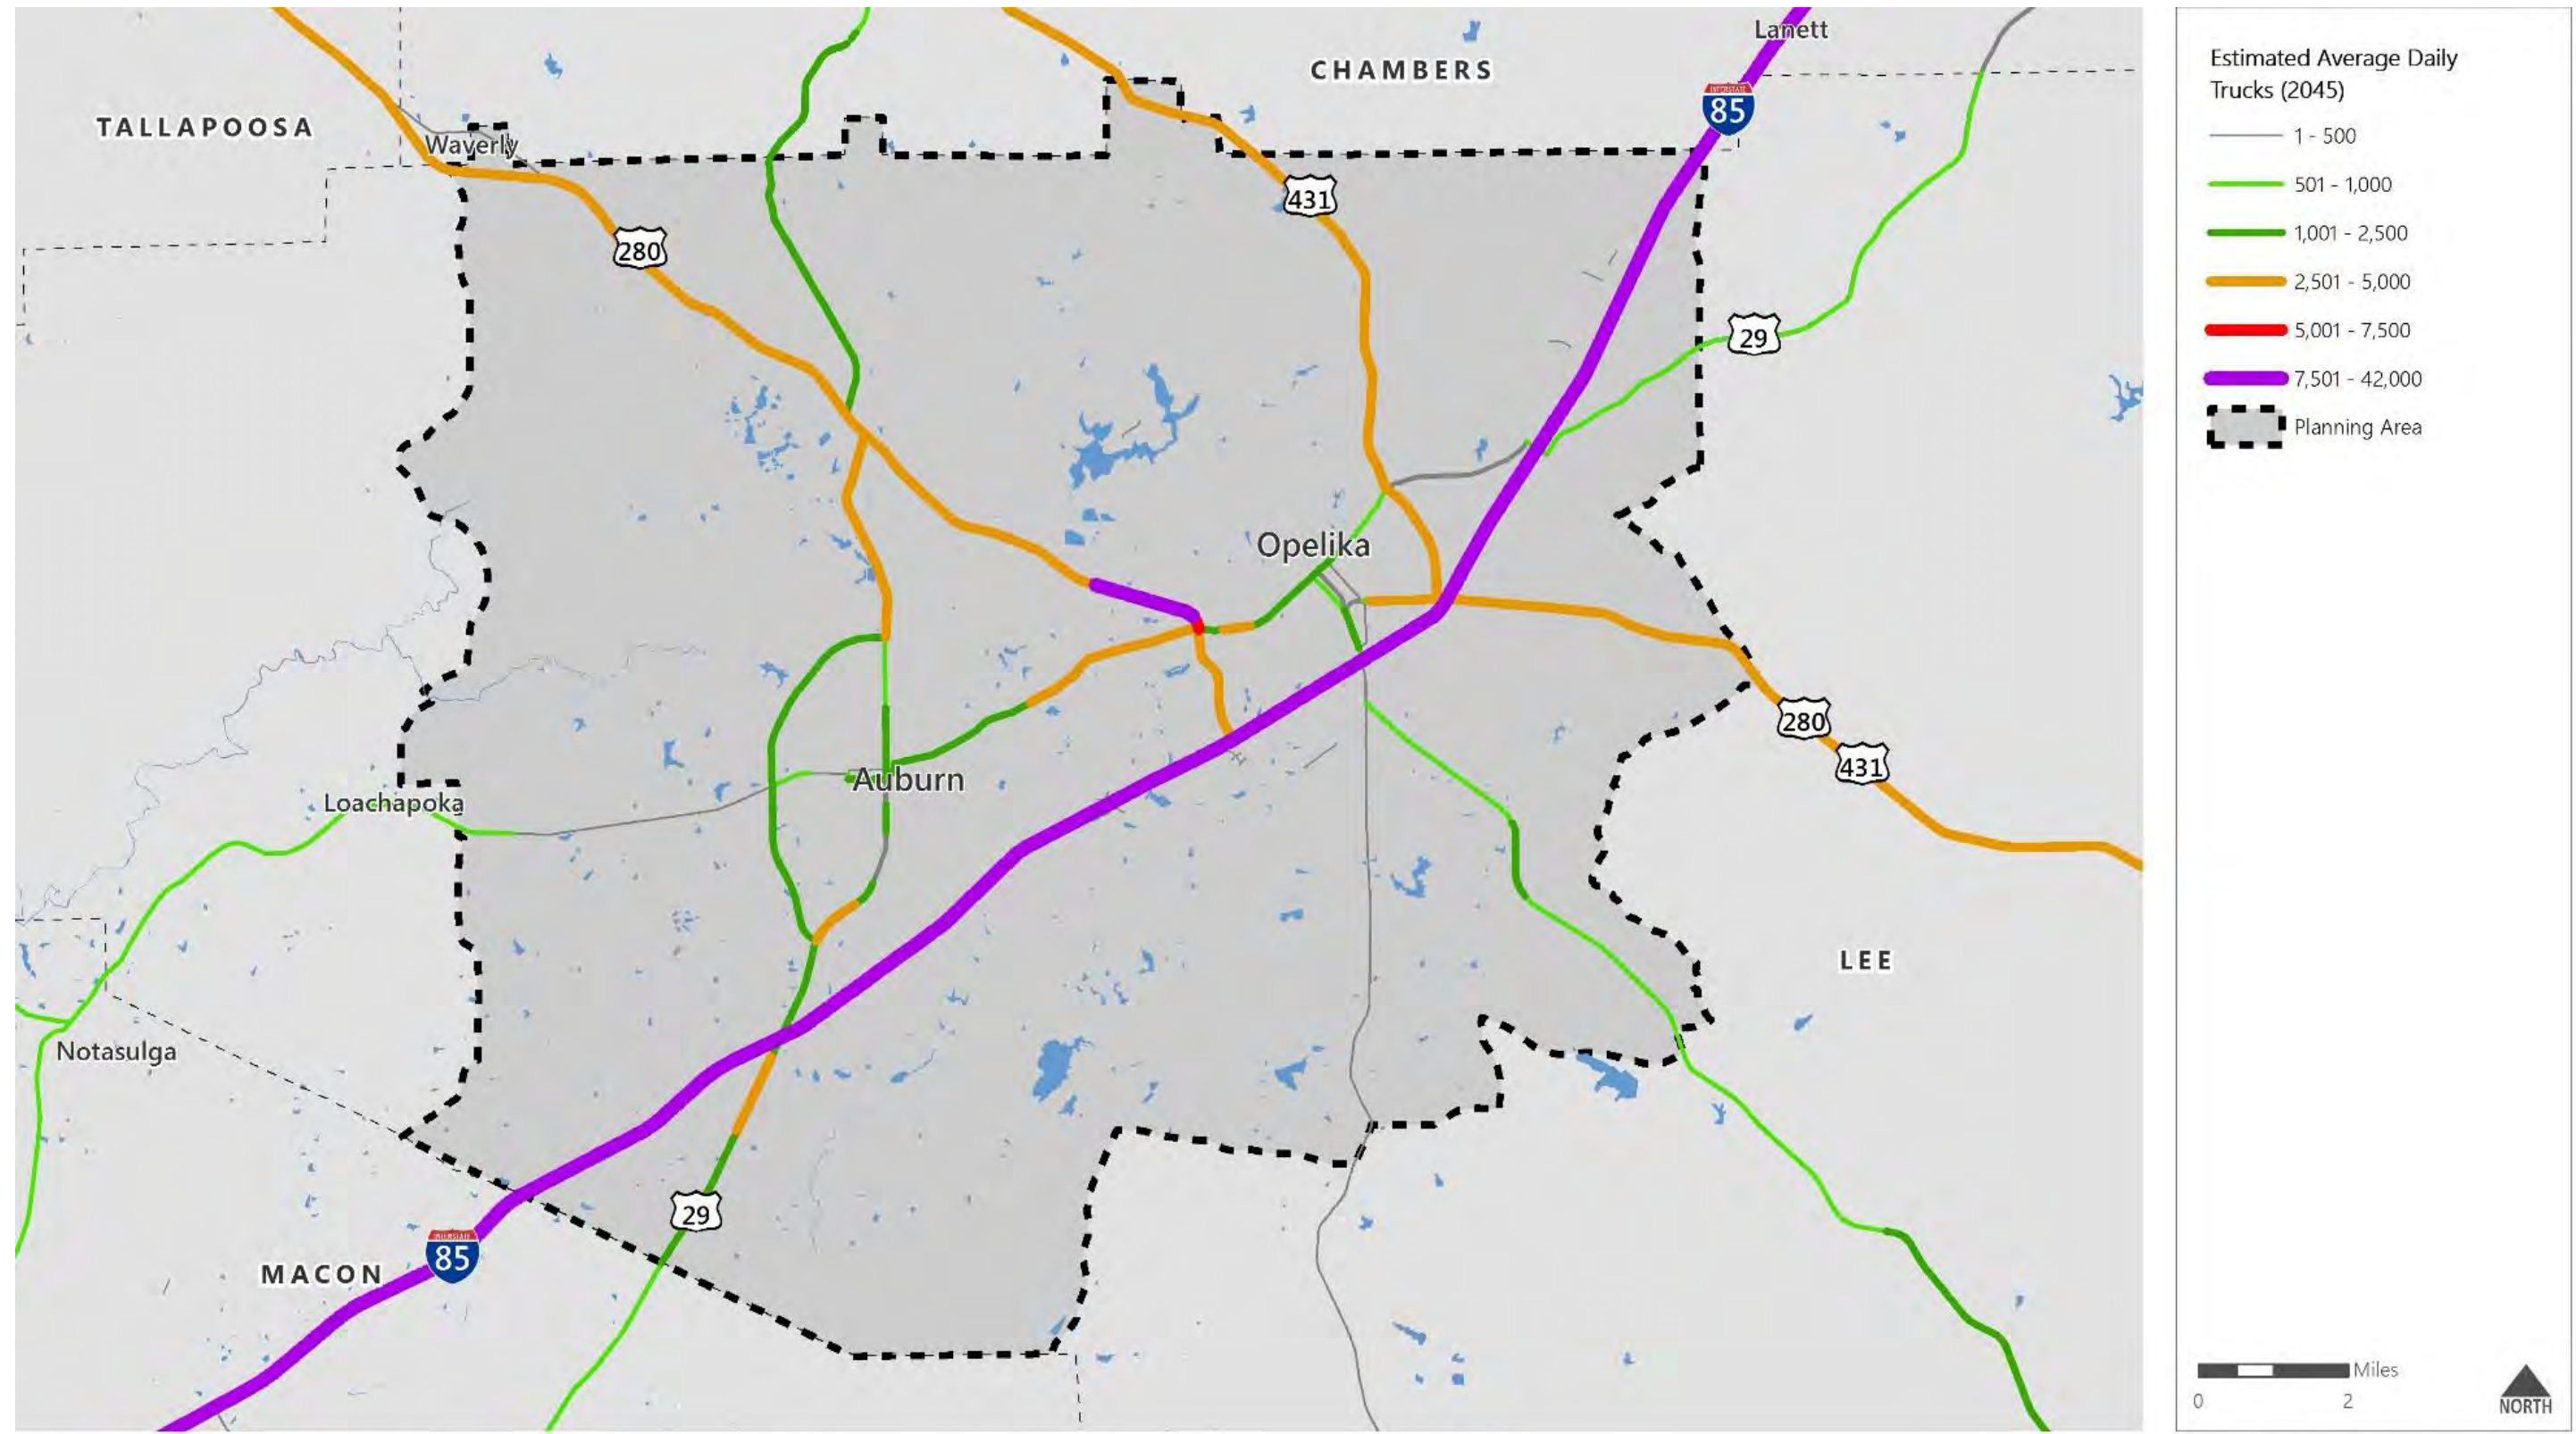 Lanett
CHAMBERS
INTERSTATE
85
TALLAPOOSA
Waverly
431
280
29
Opelika
280
431
Auburn
Loachapoka
LEE
Notasulga
29
85
MACON
Estimated Average Daily
Trucks (2045)
1 - 500
501 - 1,000
1,001 - 2,500
2,501 - 5,000
5,001 - 7,500
7,501 - 42,000
Planning Area
Miles
0 2
NORTH